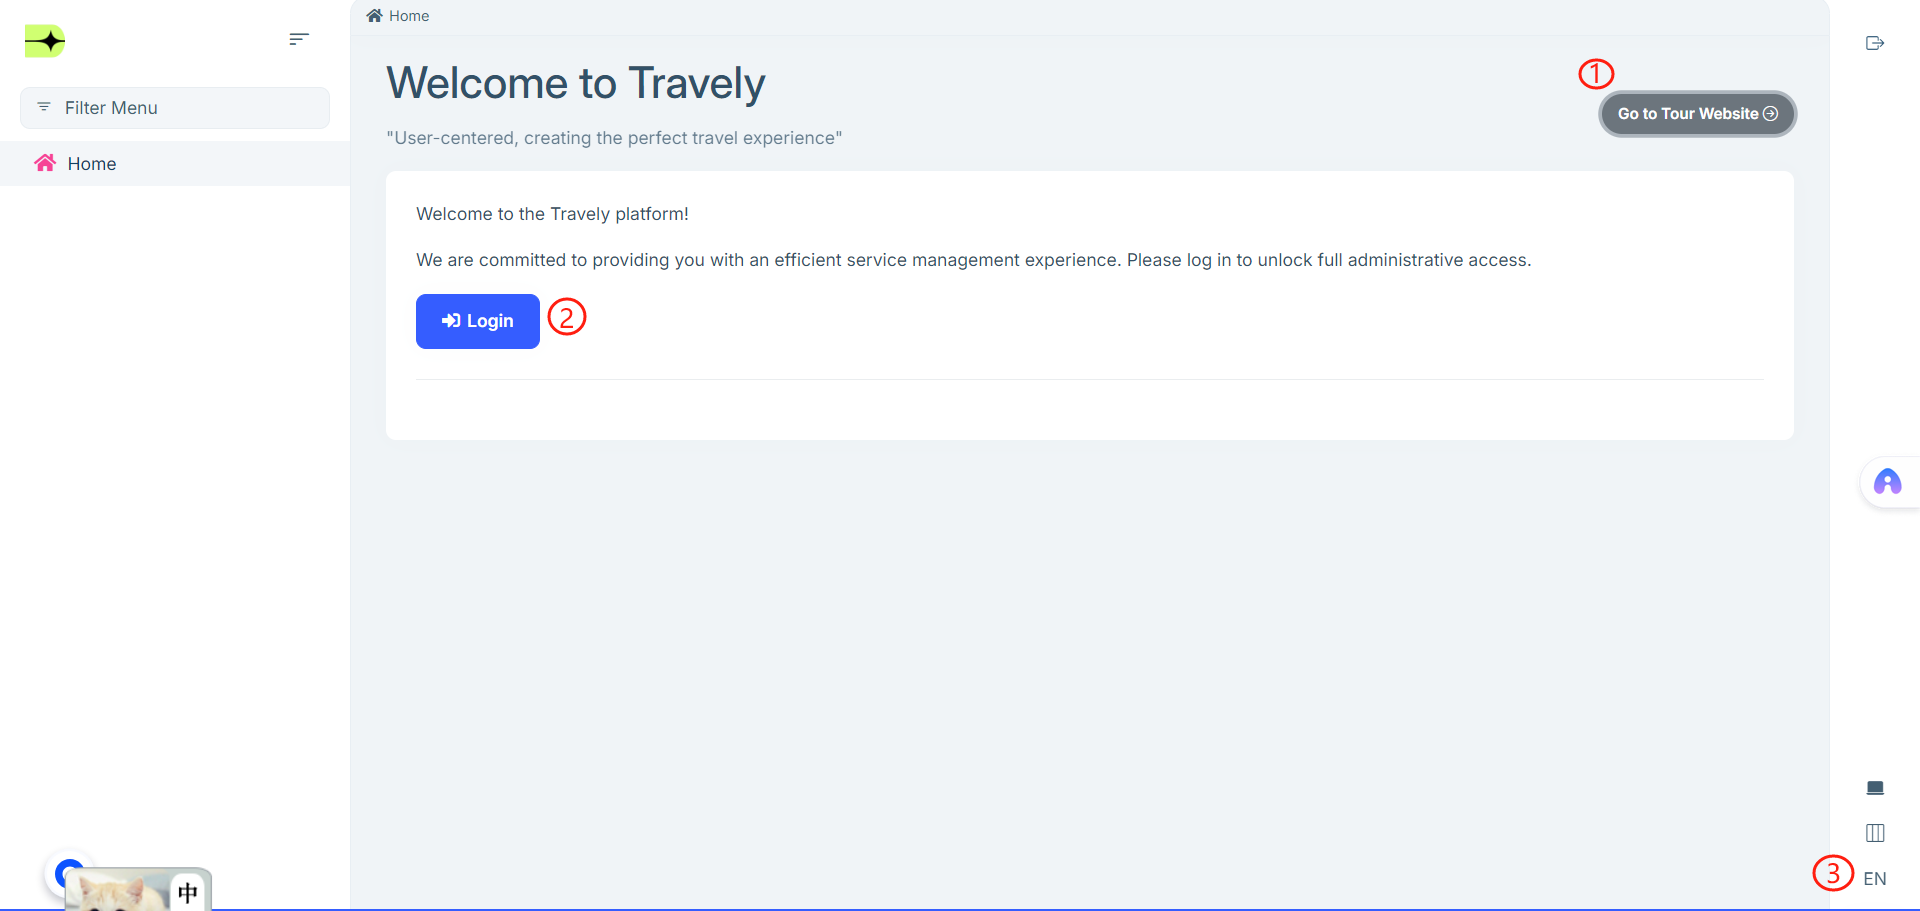 Home
Filter Menu
Home
Welcome to Travely
"User-centered, creating the perfect travel experience"
1
Go to Tour Website
Welcome to the Travely platform!
We are committed to providing you with an efficient service management experience. Please log in to unlock full administrative access.
Login
2
3
EN
中